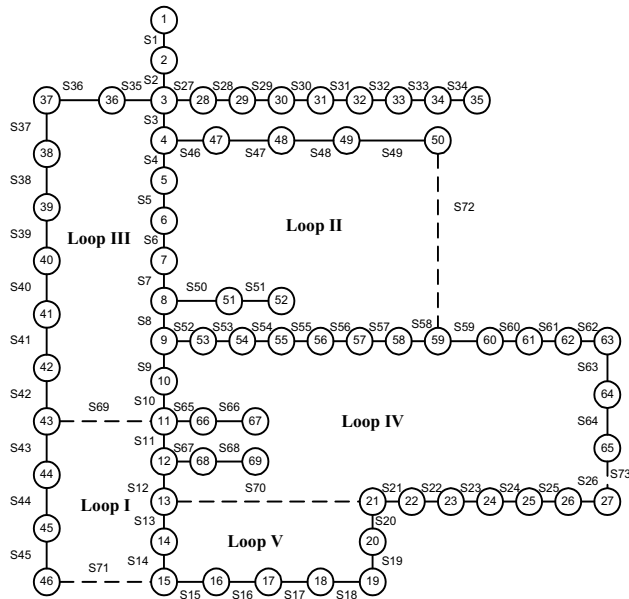 1
S1
2
S2
S36 S35 S27 S28 S29 S30 S31 S32 S33 S34
37 36 3 28 29 30 31 32 33 34 35
S37 S3
38 4 47 48 49 50
S46 S47 S48 S49
S4
S38 5
39 S5 S72
S39 Loop III 6 Loop II
S6
40 7
S40 S7 S50 S51
41 8 51 52
S41 S8 S52 S53 S54 S55 S56 S57 S58 S59 S60 S61 S62
9 53 54 55 56 57 58 59 60 61 62 63
42 S9 S63
10 64
S42 S69 S10 S65 S66
43 11 66 67 Loop IV S64
S43 S11 S67 S68 65
44 12 68 69 S73
S12 S70 S21 S22 S23 S24 S25 S26
S44 Loop I 13 21 22 23 24 25 26 27
S13 S20
45 14 Loop V 20
S45 S71 S14 S19
46 15 16 17 18 19
S15 S16 S17 S18